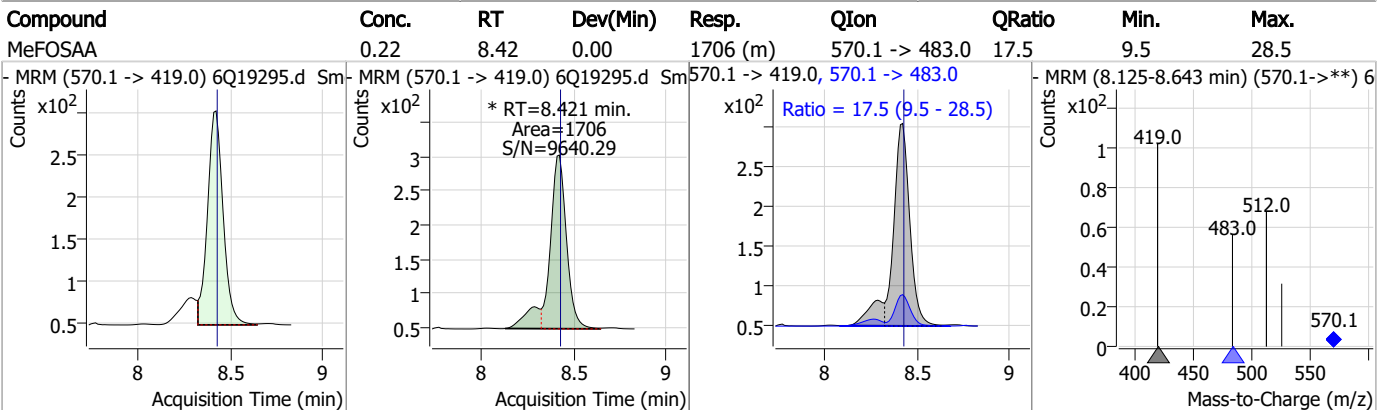 Compound Conc. RT Dev(Min) Resp. QIon QRatio Min. Max.
MeFOSAA 0.22 8.42 0.00 1706 (m) 570.1 -> 483.0 17.5 9.5 28.5
- MRM (570.1 -> 419.0) 6Q19295.d Sm
Counts
x10²
2.5
2
1.5
1
0.5
8 8.5 9
Acquisition Time (min)
- MRM (570.1 -> 419.0) 6Q19295.d Sm
Counts
x10²
* RT=8.421 min.
Area=1706
S/N=9640.29
3
2.5
2
1.5
1
0.5
8 8.5 9
Acquisition Time (min)
570.1 -> 419.0, 570.1 -> 483.0
x10²
Ratio = 17.5 (9.5 - 28.5)
2
2.5
1.5
1
0.5
8 8.5 9
Acquisition Time (min)
- MRM (8.125-8.643 min) (570.1->**) 6
Counts
x10²
419.0
1
0.8
512.0
483.0
0.6
0.4
0.2
570.1
0
400 450 500 550
Mass-to-Charge (m/z)